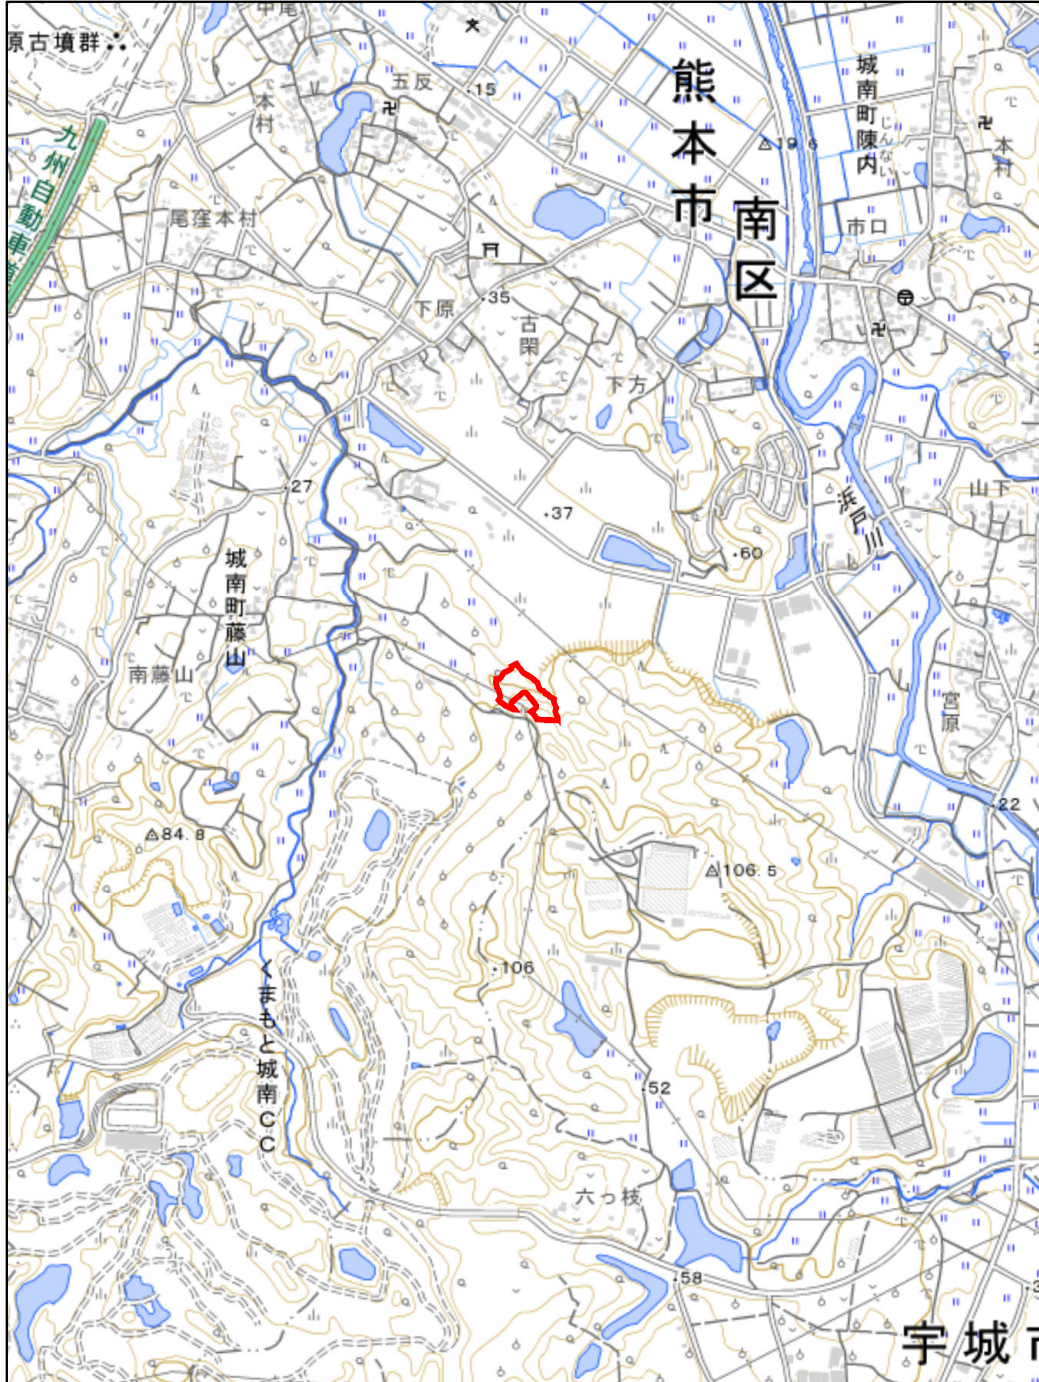 中尾
原古墳群
五反
15
本村
九州自動車道
熊本市
南区
19.6
城南町陳内
じんない
本村
市口
尾窪本村
下原
35
古閑
下方
27
37
60
浜戸川
山下
城南町藤山
南藤山
宮原
22
84.8
106.5
106
くまもと城南CC
52
六っ枝
58
宇城市